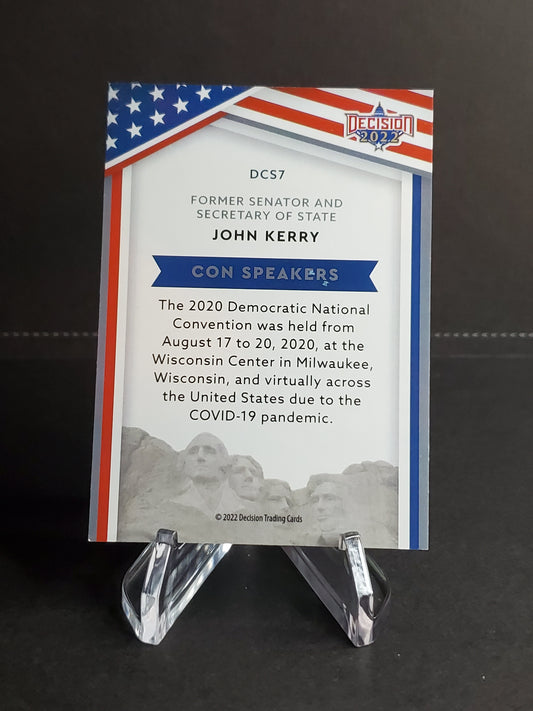 DECISION
2022
DCS7
FORMER SENATOR AND
SECRETARY OF STATE
JOHN KERRY
CON SPEAKERS
The 2020 Democratic National
Convention was held from
August 17 to 20, 2020, at the
Wisconsin Center in Milwaukee,
Wisconsin, and virtually across
the United States due to the
COVID-19 pandemic.
© 2022 Decision Trading Cards